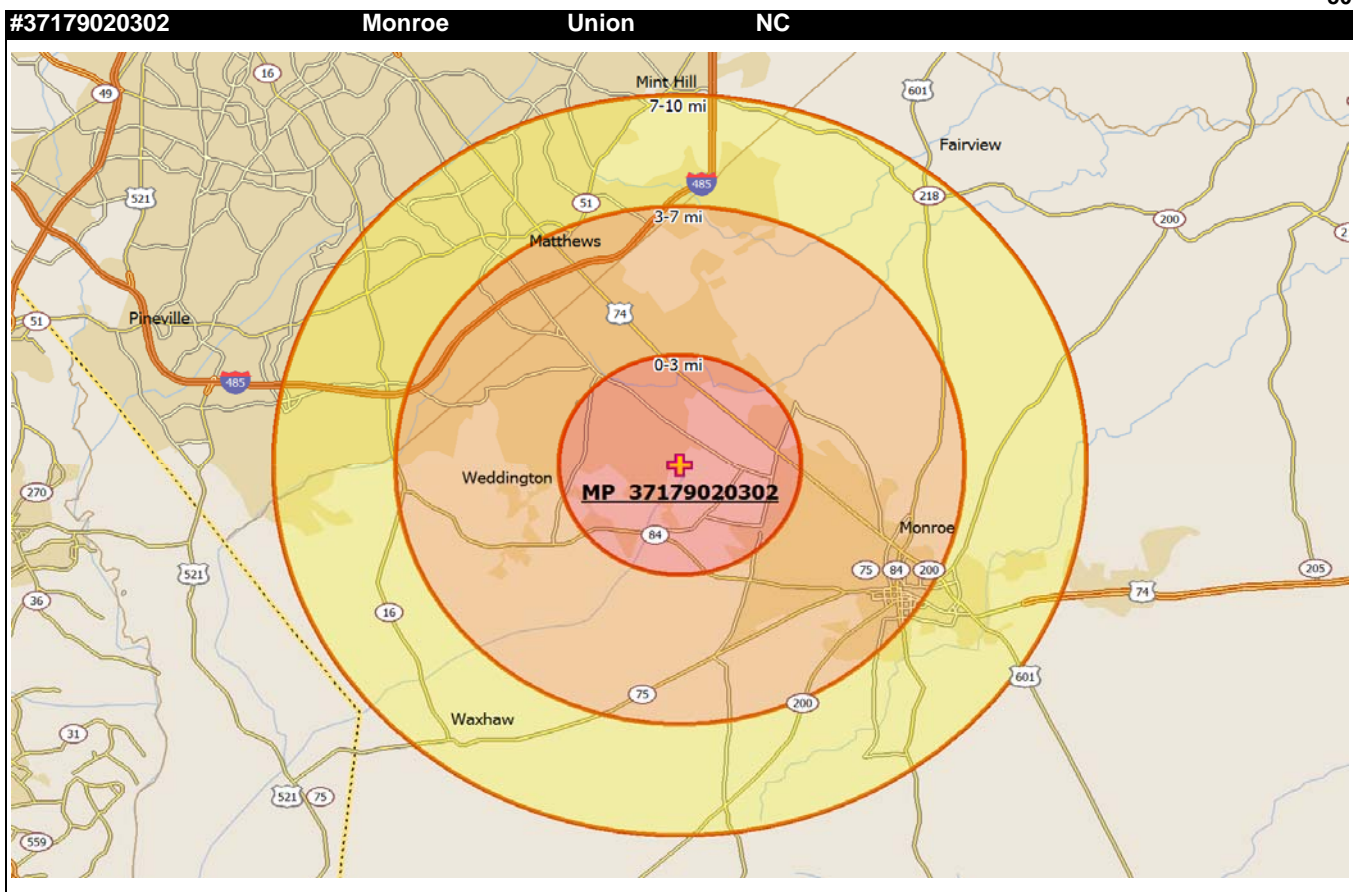 #37179020302 Monroe Union NC
16
49
Mint Hill
7-10 mi
601
Fairview
521
485
51
218
3-7 mi
200
Matthews
74
51
Pineville
0-3 mi
485
Weddington
270
MP 37179020302
84
Monroe
75 84 200
205
521
74
36
16
601
75
200
Waxhaw
31
521 75
559